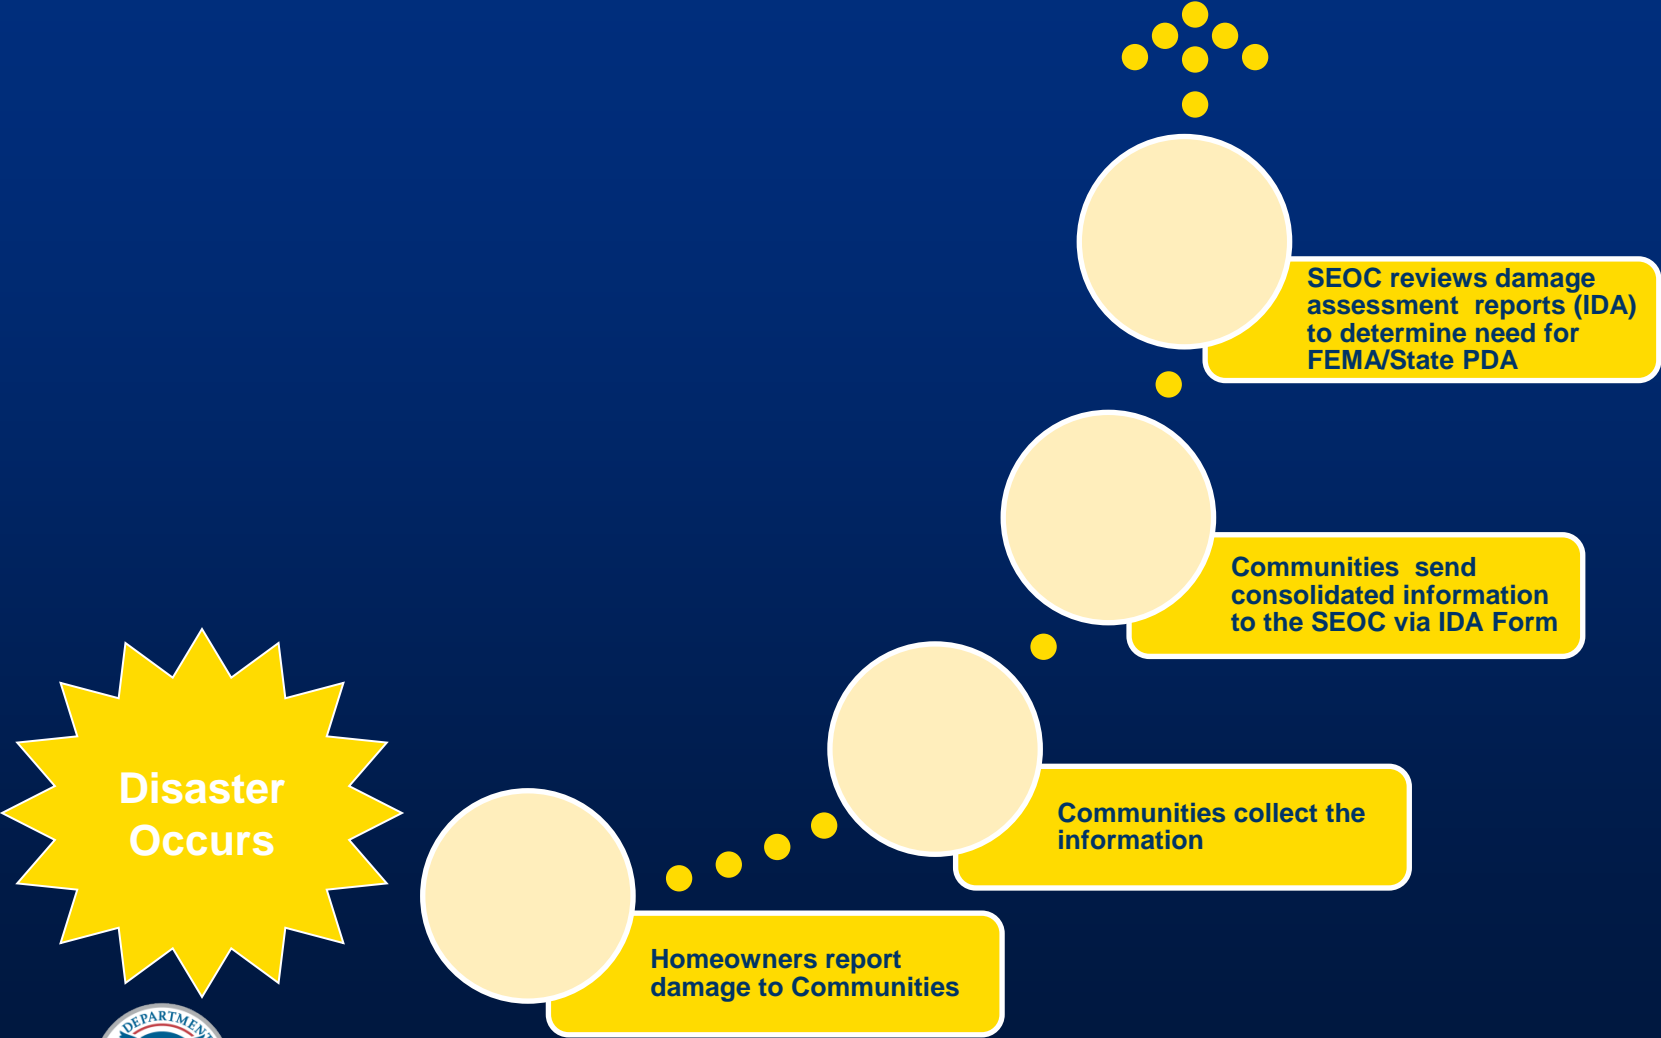 SEOC reviews damage
assessment  reports (IDA)
to determine need for
FEMA/State PDA
Communities  send
consolidated information
to the SEOC via IDA Form
Communities collect the
information
Homeowners report
damage to Communities
Disaster
Occurs